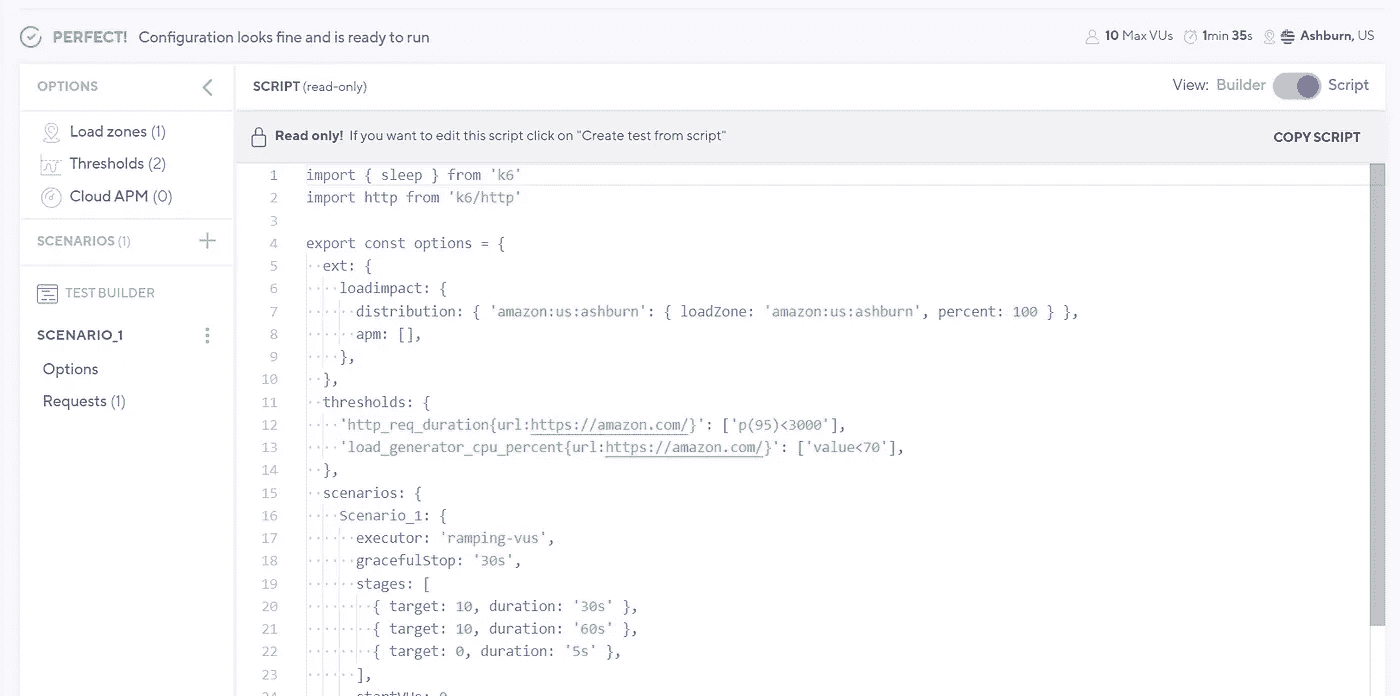 PERFECT! Configuration looks fine and is ready to run
10 Max VUs 1min 35s Ashburn, US
OPTIONS
Load zones (1)
Thresholds (2)
Cloud APM (0)
SCENARIOS (1)
TEST BUILDER
SCENARIO_1
Options
Requests (1)
SCRIPT (read-only)
View: Builder Script
Read only! If you want to edit this script click on "Create test from script"
COPY SCRIPT
1 import { sleep } from 'k6'
2 import http from 'k6/http'
3
4 export const options = {
5 ··ext: {
6 ····loadimpact: {
7 ······distribution: { 'amazon:us:ashburn': { loadZone: 'amazon:us:ashburn', percent: 100 } },
8 ······apm: [],
9 ····},
10 ··},
11 ··thresholds: {
12 ····'http_req_duration{url:https://amazon.com/}': ['p(95)<3000'],
13 ····'load_generator_cpu_percent{url:https://amazon.com/}': ['value<70'],
14 ··},
15 ··scenarios: {
16 ····Scenario_1: {
17 ······executor: 'ramping-vus',
18 ······gracefulStop: '30s',
19 ······stages: [
20 ········{ target: 10, duration: '30s' },
21 ········{ target: 10, duration: '60s' },
22 ········{ target: 0, duration: '5s' },
23 ······],
24 ······startVUs: 0